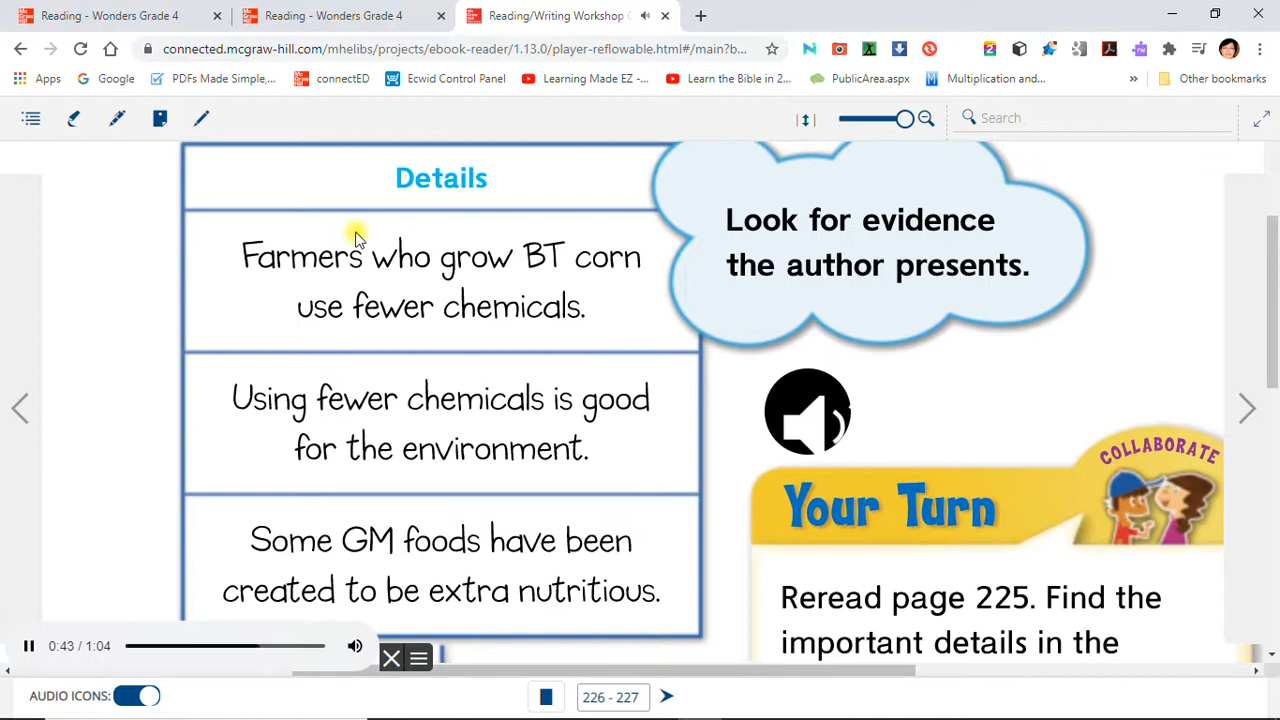 Reading - Wonders Grade 4
Reading - Wonders Grade 4
Reading/Writing Workshop
connected.mcgraw-hill.com/mhelibs/projects/ebook-reader/1.13.0/player-reflowable.html#/main?b...
Apps
Google
PDFs Made Simple,...
connectED
Ecwid Control Panel
Learning Made EZ -...
Learn the Bible in 2...
PublicArea.aspx
Multiplication and...
Other bookmarks
Search
Details
Farmers who grow BT corn
use fewer chemicals.
Using fewer chemicals is good
for the environment.
Some GM foods have been
created to be extra nutritious.
Look for evidence
the author presents.
COLLABORATE
Your Turn
Reread page 225. Find the
important details in the
0:43 / 1:04
AUDIO ICONS:
226 - 227